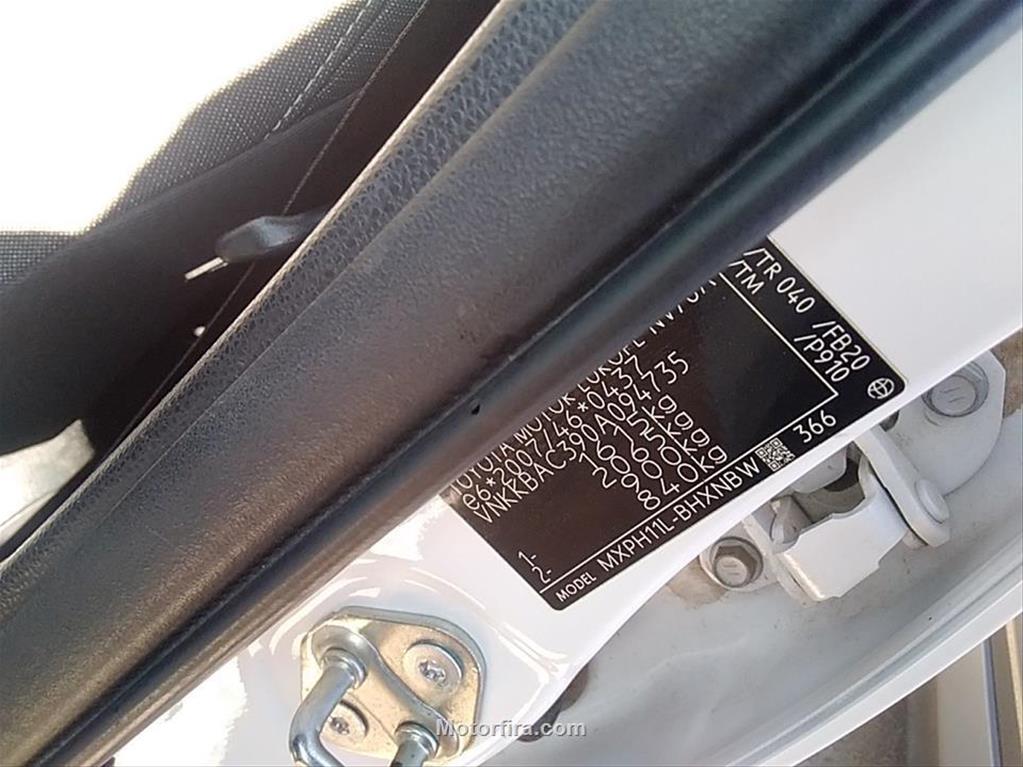 TOYOTA MOTOR EUROPE NV/SA
e6*2007/46*0437
VNKKBAC390A094735
1615kg
2065kg
1- 900kg
2- 840kg
MODEL MXPH11L-BHXNBW
/TR 040 /FB20
/TM /P910
366
Motorfira.com